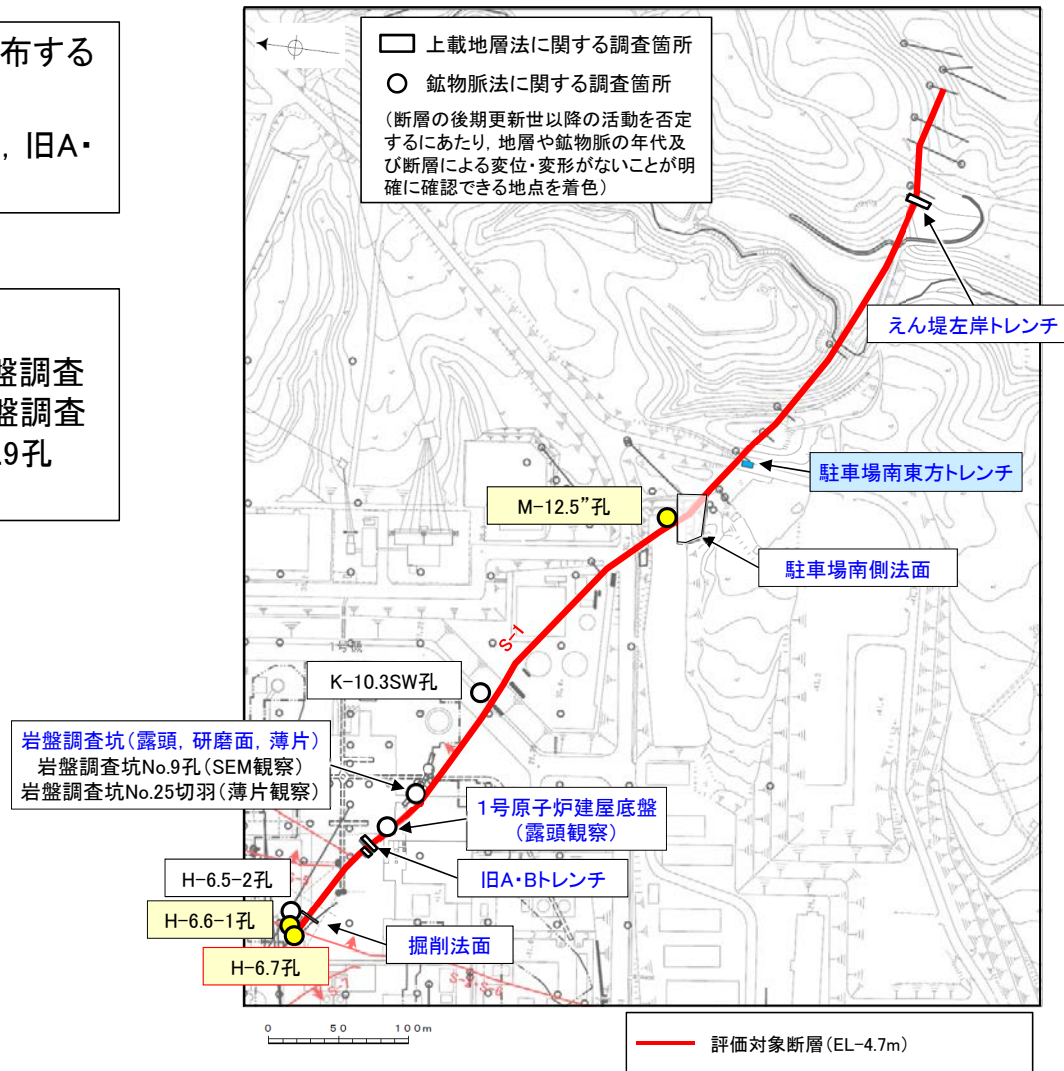 布する
，旧A・
盤調査
盤調査
.9孔
上載地層法に関する調査箇所
鉱物脈法に関する調査箇所
(断層の後期更新世以降の活動を否定
するにあたり，地層や鉱物脈の年代及
び断層による変位・変形がないことが明
確に確認できる地点を着色)
えん堤左岸トレンチ
駐車場南東方トレンチ
M-12.5”孔
駐車場南側法面
S-1
K-10.3SW孔
岩盤調査坑(露頭，研磨面，薄片)
岩盤調査坑No.9孔(SEM観察)
岩盤調査坑No.25切羽(薄片観察)
1号原子炉建屋底盤
(露頭観察)
旧A・Bトレンチ
H-6.5-2孔
H-6.6-1孔
H-6.7孔
掘削法面
S-7
0 50 100m
評価対象断層(EL-4.7m)